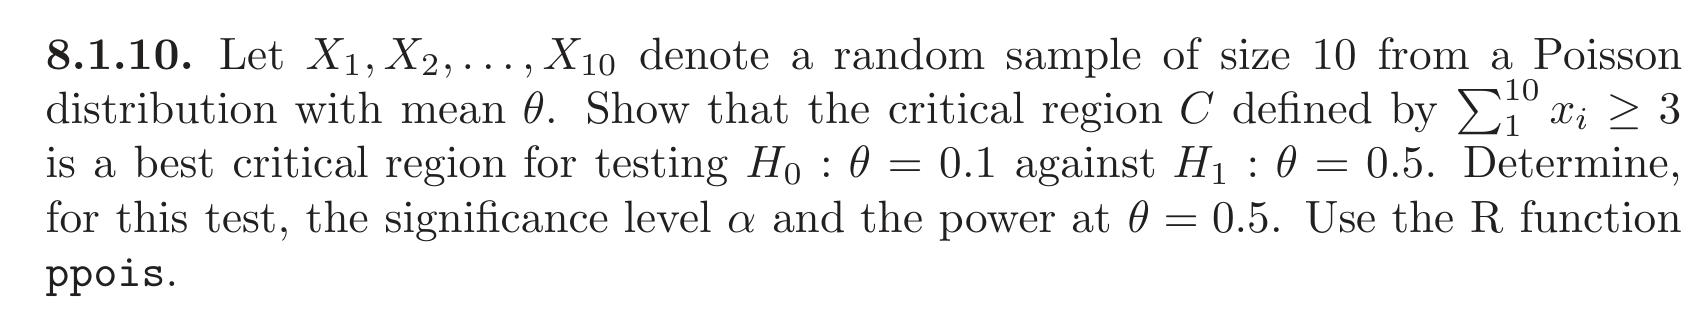 8.1.10. Let X₁, X₂, . . . , X₁₀ denote a random sample of size 10 from a Poisson
distribution with mean θ. Show that the critical region C defined by ∑₁¹⁰ xᵢ ≥ 3
is a best critical region for testing H₀ : θ = 0.1 against H₁ : θ = 0.5. Determine,
for this test, the significance level α and the power at θ = 0.5. Use the R function
ppois.